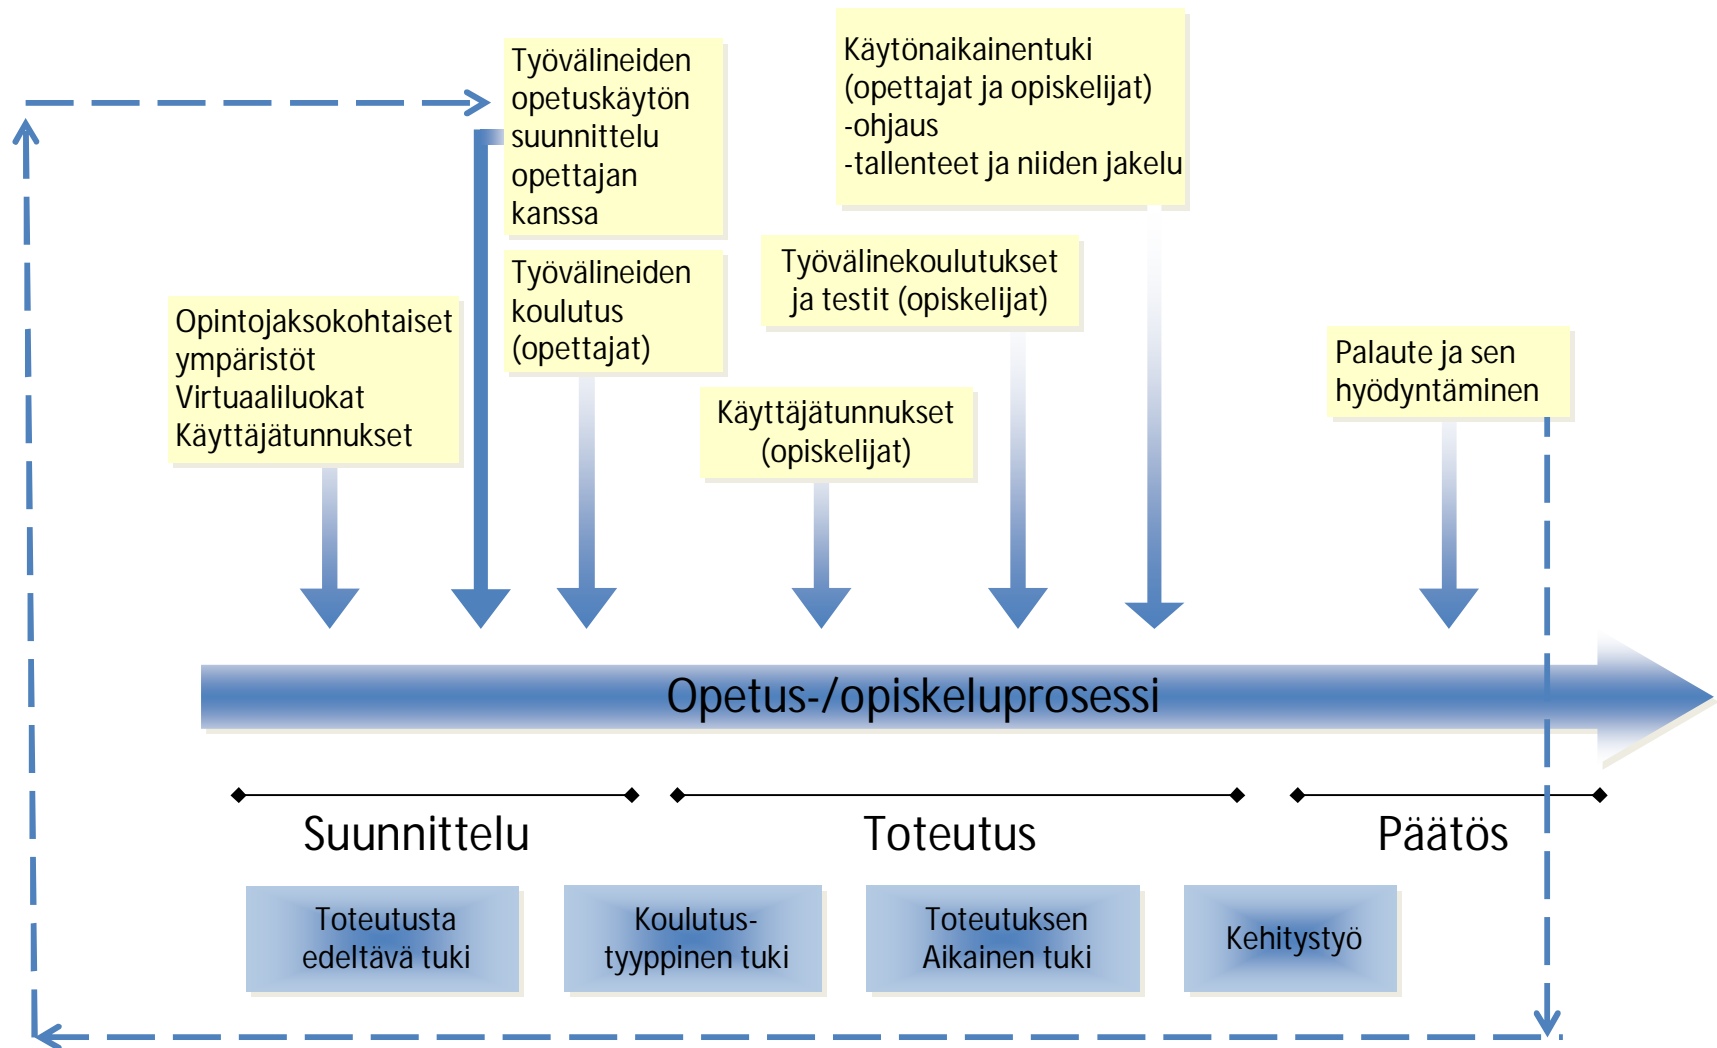 Työvälineiden
opetuskäytön
suunnittelu
opettajan
kanssa
Käytönaikainentuki
(opettajat ja opiskelijat)
-ohjaus
-tallenteet ja niiden jakelu
Työvälineiden
koulutus
(opettajat)
Työvälinekoulutukset
ja testit (opiskelijat)
Opintojaksokohtaiset
ympäristöt
Virtuaaliluokat
Käyttäjätunnukset
Käyttäjätunnukset
(opiskelijat)
Palaute ja sen
hyödyntäminen
Opetus-/opiskeluprosessi
Suunnittelu
Toteutus
Päätös
Toteutusta
edeltävä tuki
Koulutus-
tyyppinen tuki
Toteutuksen
Aikainen tuki
Kehitystyö